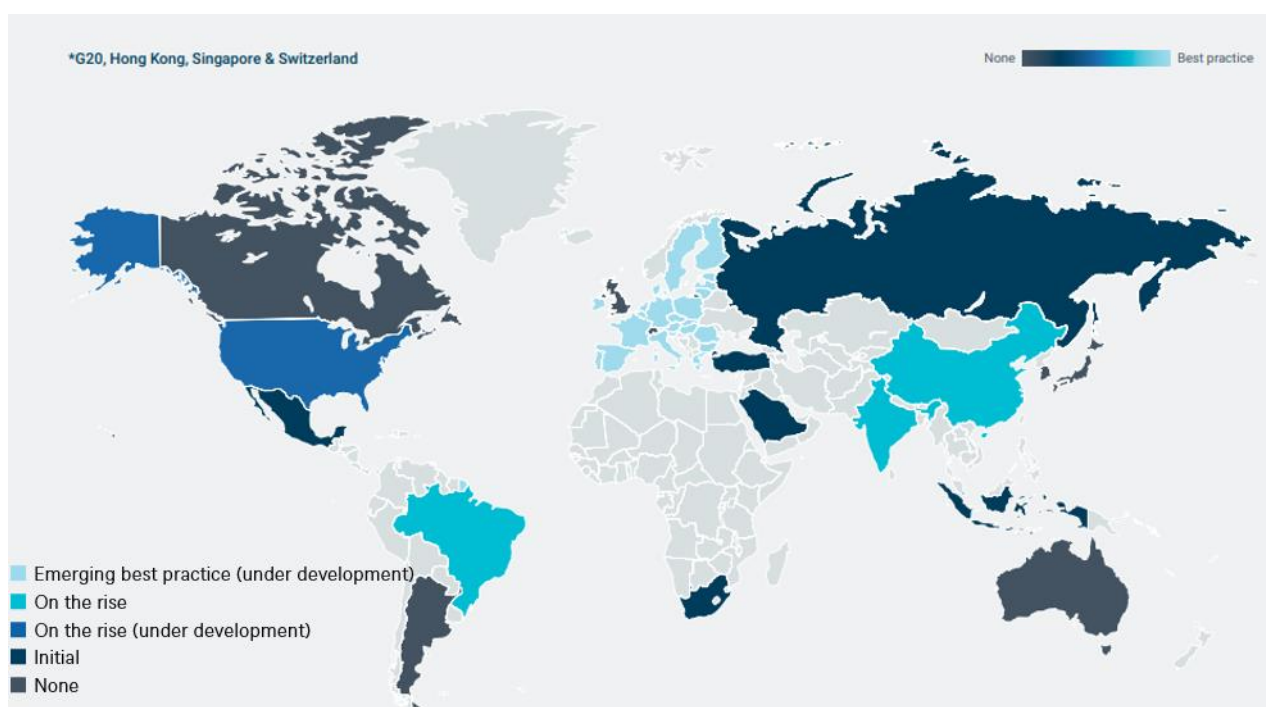 *G20, Hong Kong, Singapore & Switzerland
None Best practice
Emerging best practice (under development)
On the rise
On the rise (under development)
Initial
None